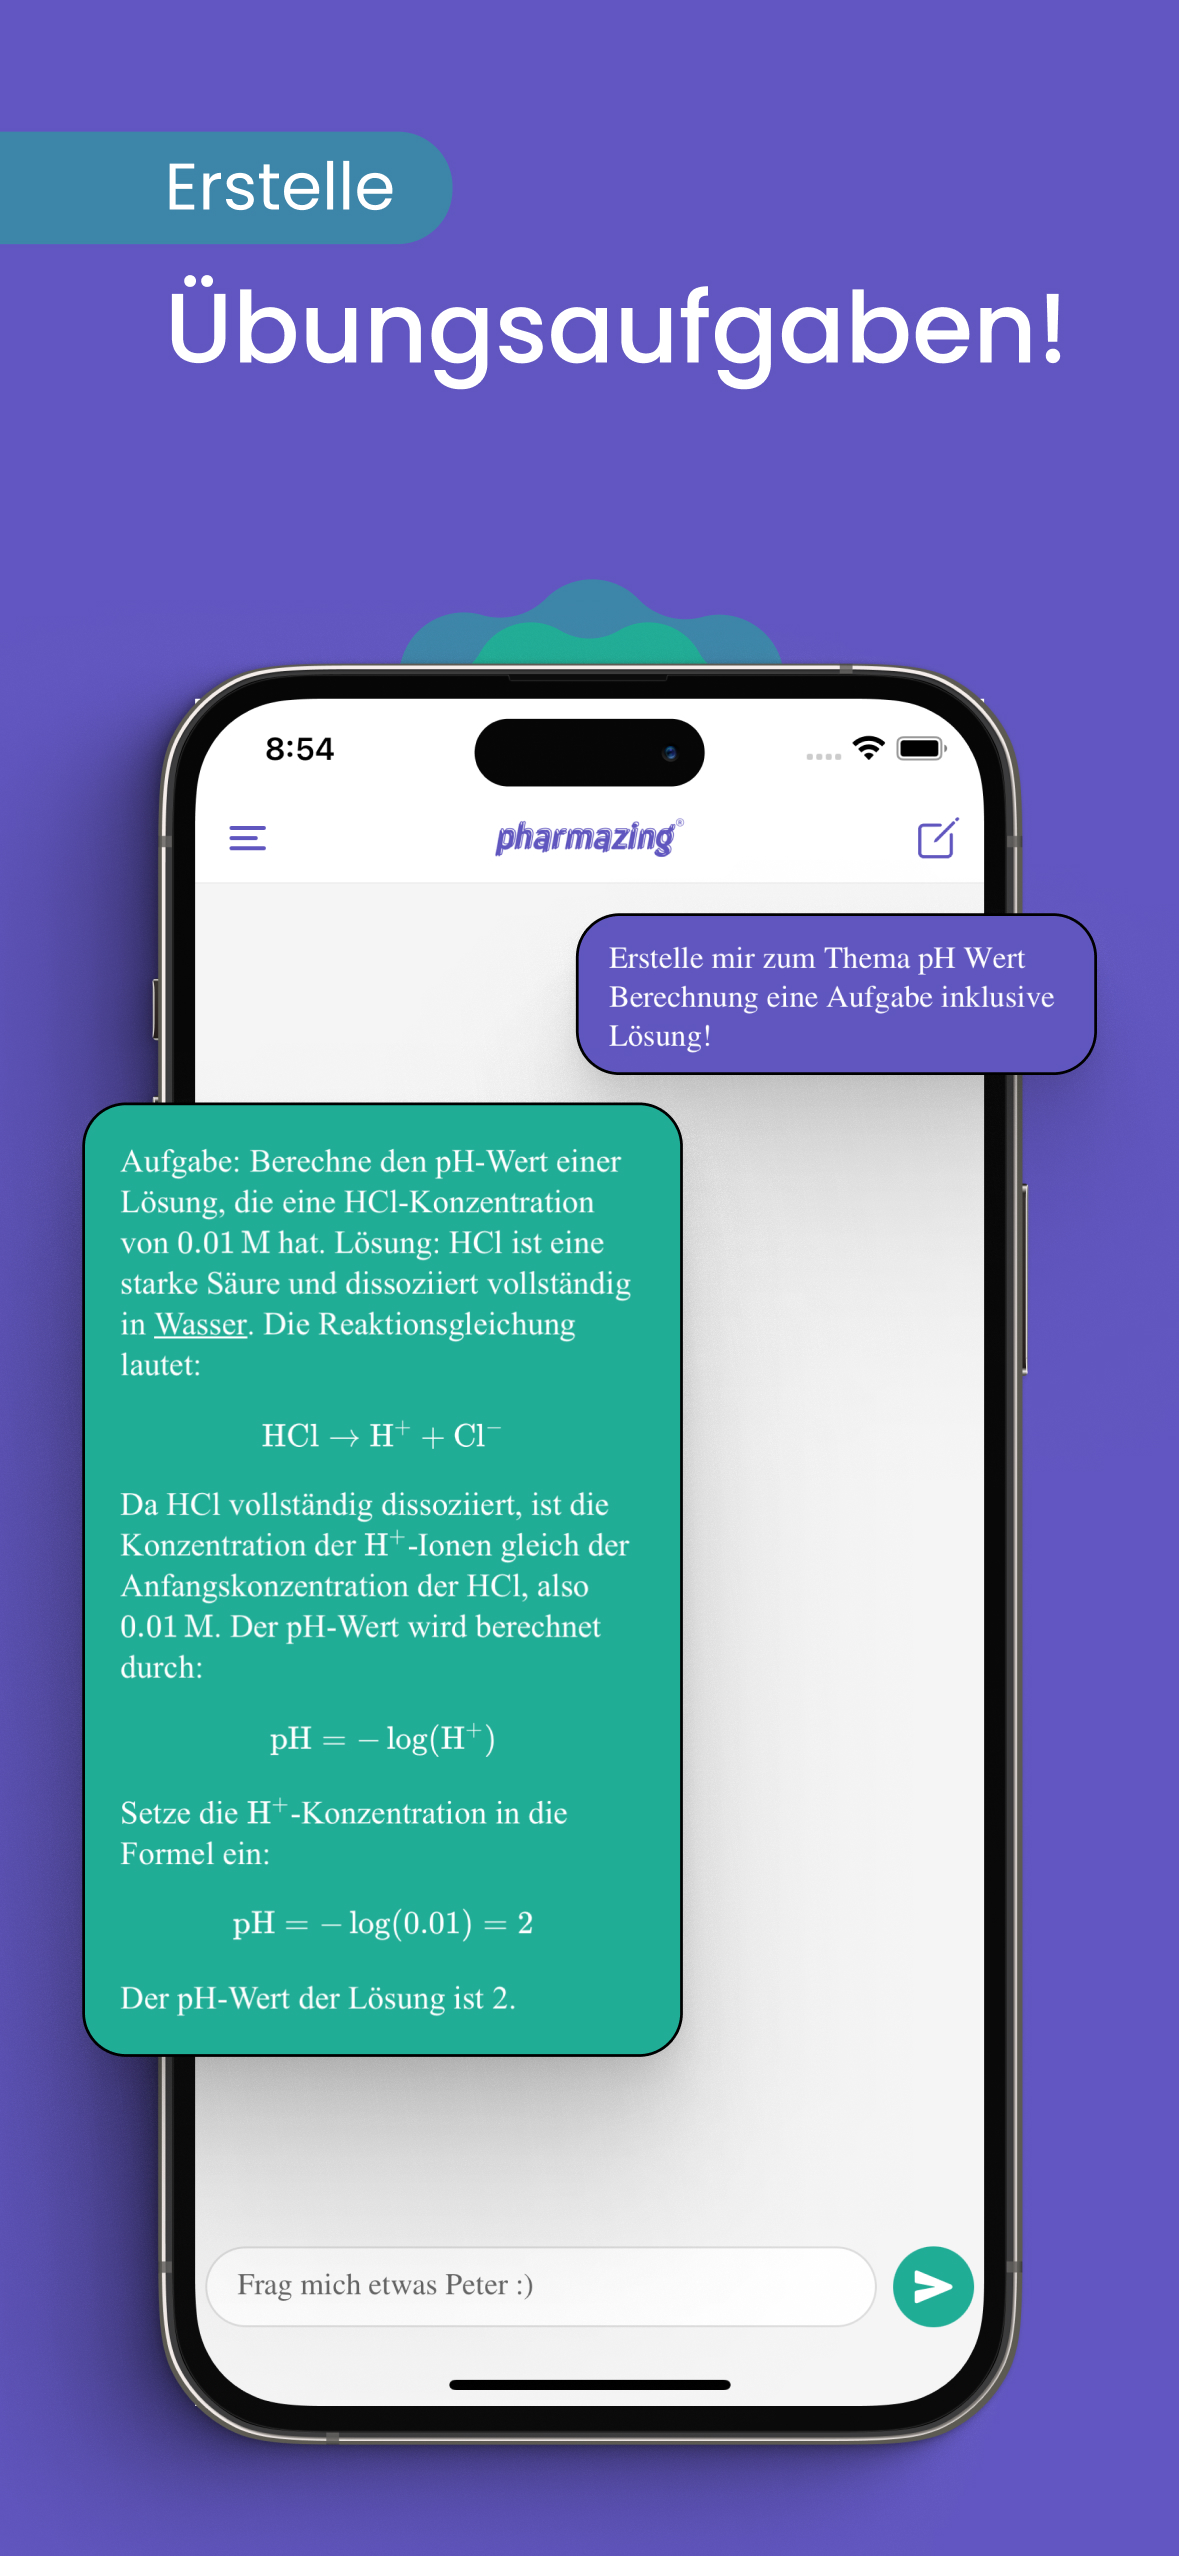 Erstelle
Übungsaufgaben!
8:54
pharmazing®
Erstelle mir zum Thema pH Wert
Berechnung eine Aufgabe inklusive
Lösung!
Aufgabe: Berechne den pH-Wert einer
Lösung, die eine HCl-Konzentration
von 0.01 M hat. Lösung: HCl ist eine
starke Säure und dissoziiert vollständig
in Wasser. Die Reaktionsgleichung
lautet:
HCl → H⁺ + Cl⁻
Da HCl vollständig dissoziiert, ist die
Konzentration der H⁺-Ionen gleich der
Anfangskonzentration der HCl, also
0.01 M. Der pH-Wert wird berechnet
durch:
pH = − log(H⁺)
Setze die H⁺-Konzentration in die
Formel ein:
pH = − log(0.01) = 2
Der pH-Wert der Lösung ist 2.
Frag mich etwas Peter :)